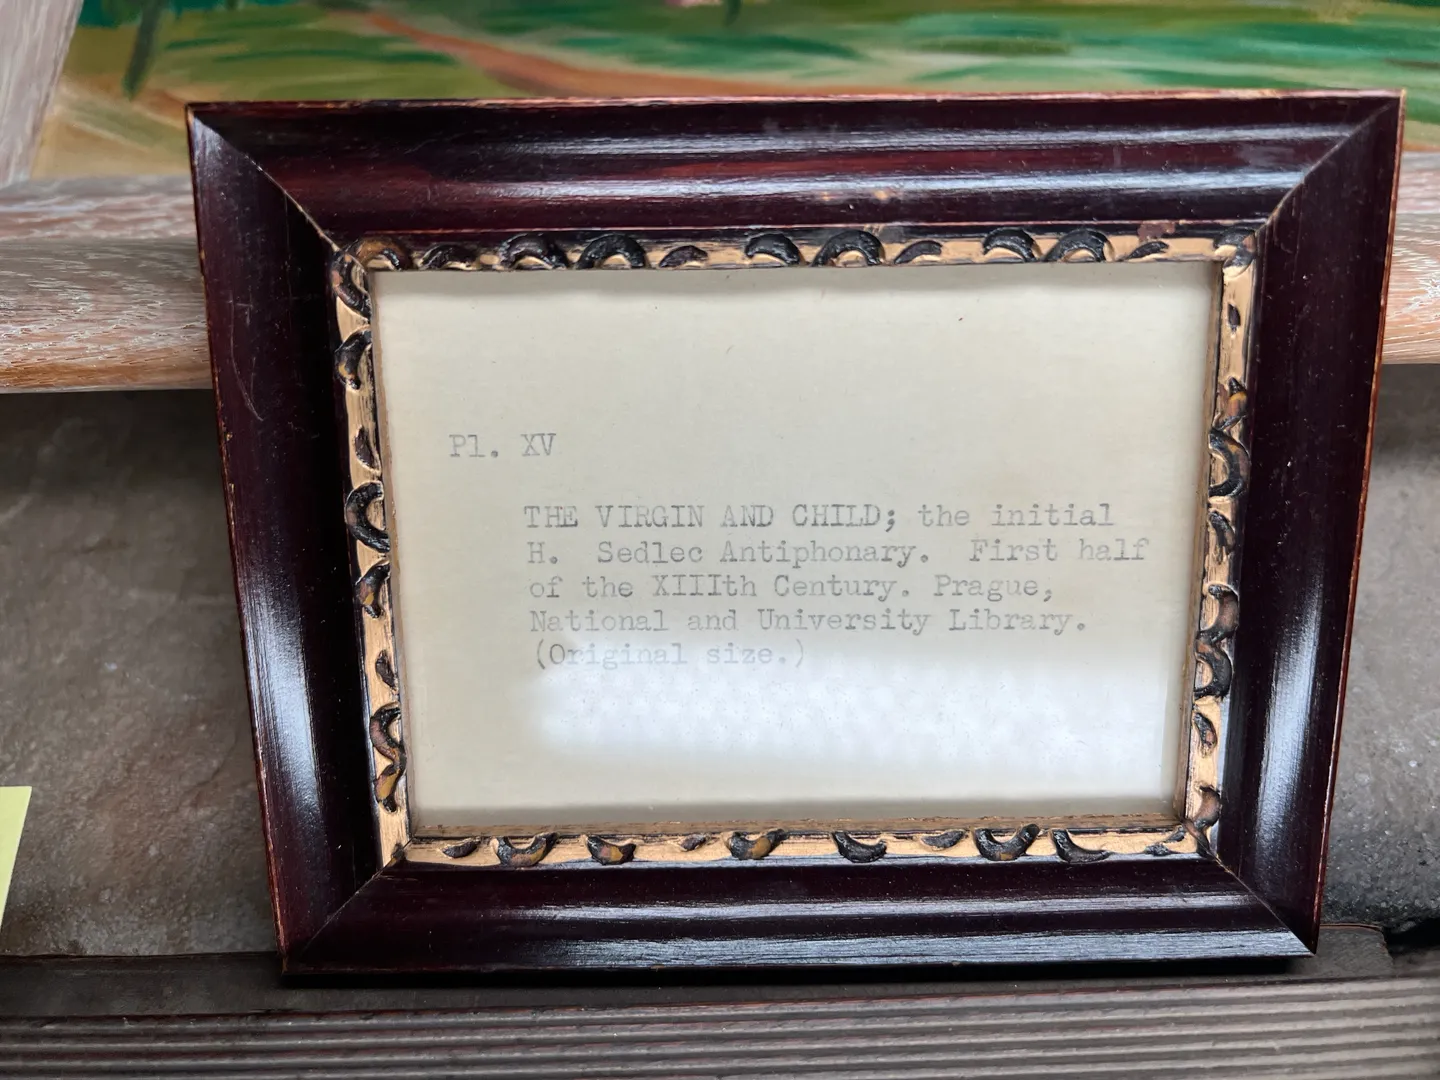 Pl. XV
THE VIRGIN AND CHILD; the initial
H.  Sedlec Antiphonary.  First half
of the XIIIth Century. Prague,
National and University Library.
(Original size.)